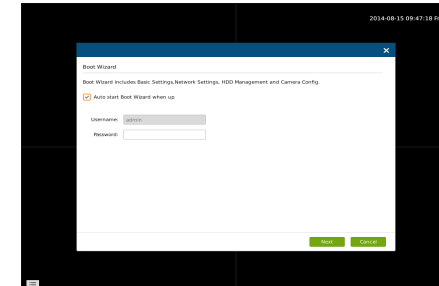 2014-08-15 09:47:18 Fr
Boot Wizard
Boot Wizard includes Basic Settings,Network Settings, HDD Management and Camera Config.
Auto start Boot Wizard when up
Username: admin
Password:
Next Cancel